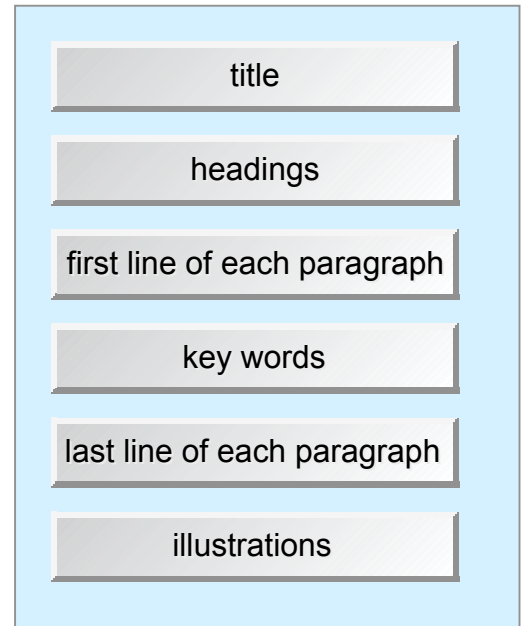 title
headings
first line of each paragraph
key words
last line of each paragraph
illustrations